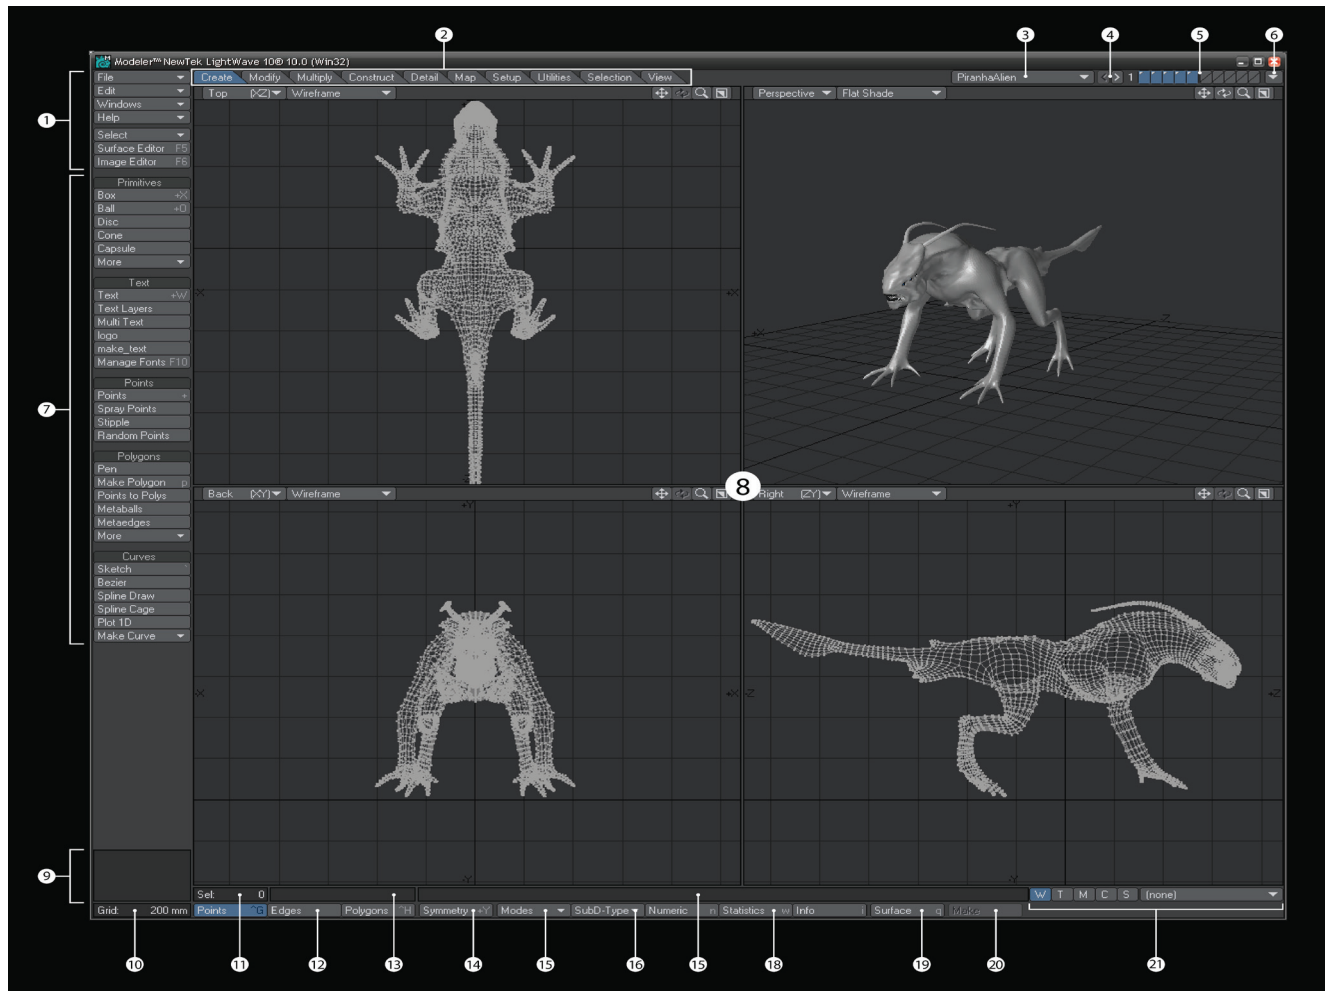 2
3
4
5
6
Modeler™ NewTek LightWave 10® 10.0 (Win32)
File
Edit
Windows
Help
Select
Surface Editor F5
Image Editor F6
1
Create Modify Multiply Construct Detail Map Setup Utilities Selection View
PiranhaAlien
1
Top (XZ) Wireframe
Perspective Flat Shade
Primitives
Box +X
Ball +O
Disc
Cone
Capsule
More
Text
Text +W
Text Layers
Multi Text
logo
make_text
Manage Fonts F10
7
Points
Points +
Spray Points
Stipple
Random Points
Polygons
Pen
Make Polygon p
Points to Polys
Metaballs
Metaedges
More
Curves
Sketch `
Bezier
Spline Draw
Spline Cage
Plot 1D
Make Curve
-X
+X
+X
-Z
8
Back (XY) Wireframe
Right (ZY) Wireframe
+Y
+Y
-X
+X
-Z
+Z
-Y
-Y
9
Sel: 0
W T M C S (none)
Grid: 200 mm
Points ^G Edges Polygons ^H Symmetry +Y Modes SubD-Type Numeric n Statistics w Info i Surface q Make
10
11
12
13
14
15
16
15
18
19
20
21